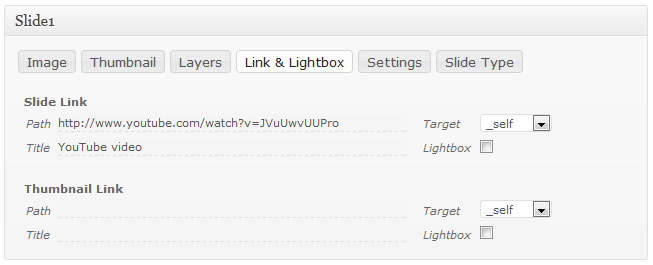 Slide1
Image Thumbnail Layers Link & Lightbox Settings Slide Type
Slide Link
Path http://www.youtube.com/watch?v=JVuUwvUUPro Target _self
Title YouTube video Lightbox
Thumbnail Link
Path Target _self
Title Lightbox